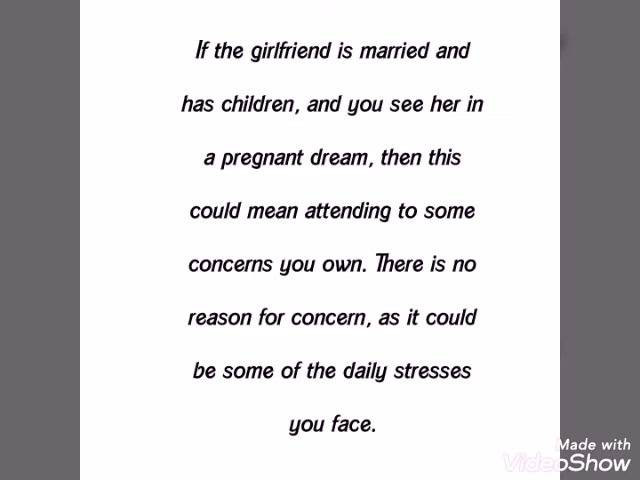 If the girlfriend is married and
has children, and you see her in
a pregnant dream, then this
could mean attending to some
concerns you own. There is no
reason for concern, as it could
be some of the daily stresses
you face.
Made with
VideoShow